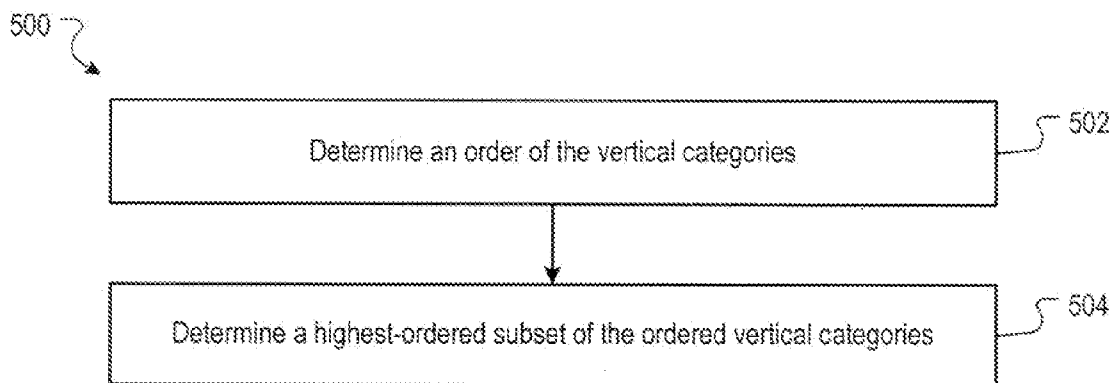 500
Determine an order of the vertical categories
502
Determine a highest-ordered subset of the ordered vertical categories
504